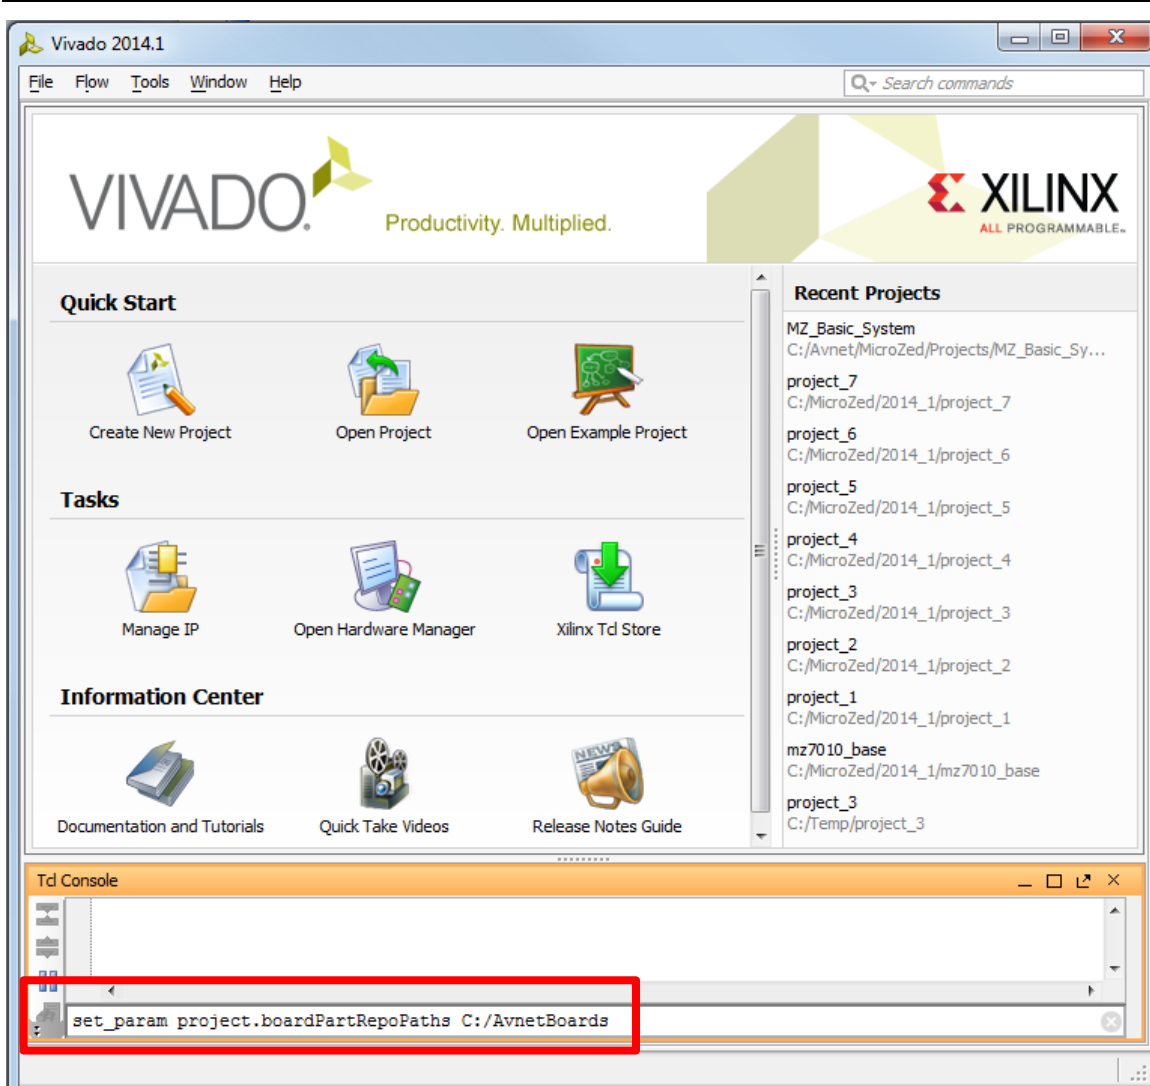 Vivado 2014.1
File Flow Tools Window Help
Search commands
VIVADO.
Productivity. Multiplied.
XILINX
ALL PROGRAMMABLE™
Quick Start
Create New Project
Open Project
Open Example Project
Tasks
Manage IP
Open Hardware Manager
Xilinx Tcl Store
Information Center
NEWS
Documentation and Tutorials
Quick Take Videos
Release Notes Guide
Recent Projects
MZ_Basic_System
C:/Avnet/MicroZed/Projects/MZ_Basic_Sy...
project_7
C:/MicroZed/2014_1/project_7
project_6
C:/MicroZed/2014_1/project_6
project_5
C:/MicroZed/2014_1/project_5
project_4
C:/MicroZed/2014_1/project_4
project_3
C:/MicroZed/2014_1/project_3
project_2
C:/MicroZed/2014_1/project_2
project_1
C:/MicroZed/2014_1/project_1
mz7010_base
C:/MicroZed/2014_1/mz7010_base
project_3
C:/Temp/project_3
Tcl Console
set_param project.boardPartRepoPaths C:/AvnetBoards